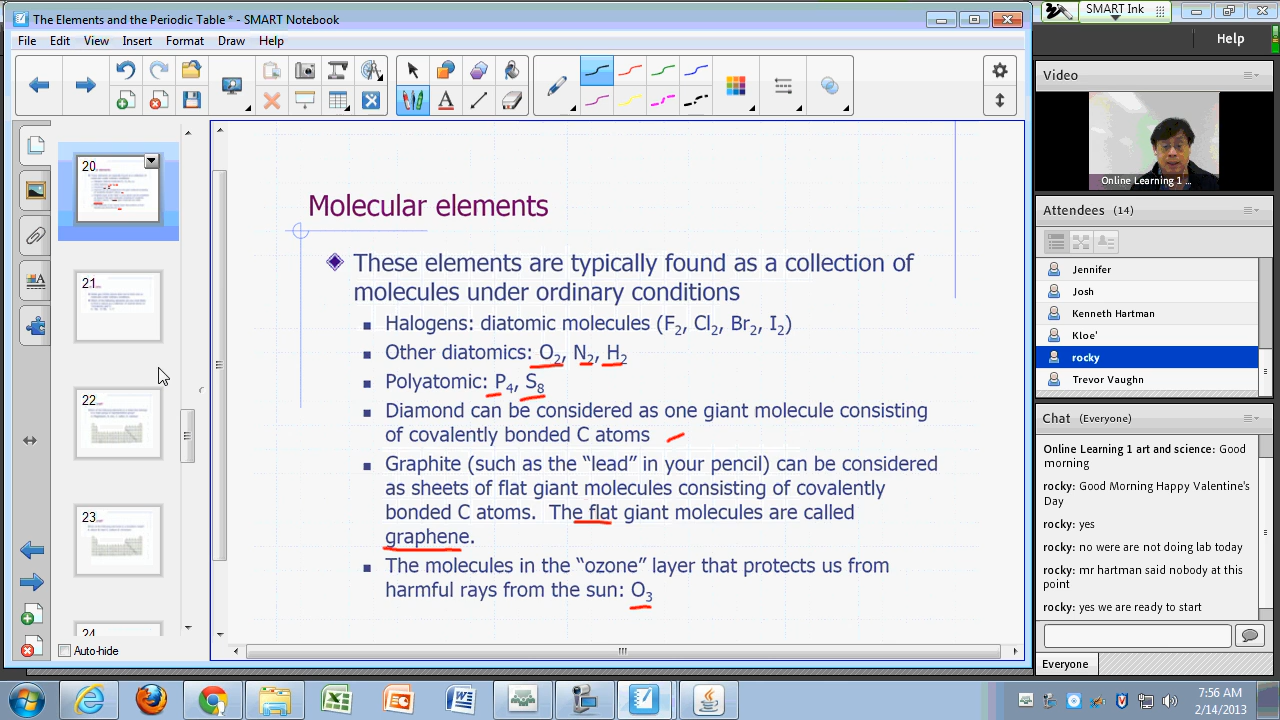 The Elements and the Periodic Table * - SMART Notebook
SMART Ink
File Edit View Insert Format Draw Help
Help
Video
Online Learning 1 ...
Attendees (14)
Jennifer
Josh
Kenneth Hartman
Kloe'
rocky
Trevor Vaughn
Chat (Everyone)
Online Learning 1 art and science: Good
morning
rocky: Good Morning Happy Valentine's
Day
rocky: yes
rocky: no were are not doing lab today
rocky: mr hartman said nobody at this
point
rocky: yes we are ready to start
Everyone
20
21
22
23
24
Auto-hide
Molecular elements
These elements are typically found as a collection of
molecules under ordinary conditions
Halogens: diatomic molecules (F₂, Cl₂, Br₂, I₂)
Other diatomics: O₂, N₂, H₂
Polyatomic: P₄, S₈
Diamond can be considered as one giant molecule consisting
of covalently bonded C atoms
Graphite (such as the “lead” in your pencil) can be considered
as sheets of flat giant molecules consisting of covalently
bonded C atoms. The flat giant molecules are called
graphene.
The molecules in the “ozone” layer that protects us from
harmful rays from the sun: O₃
7:56 AM
2/14/2013